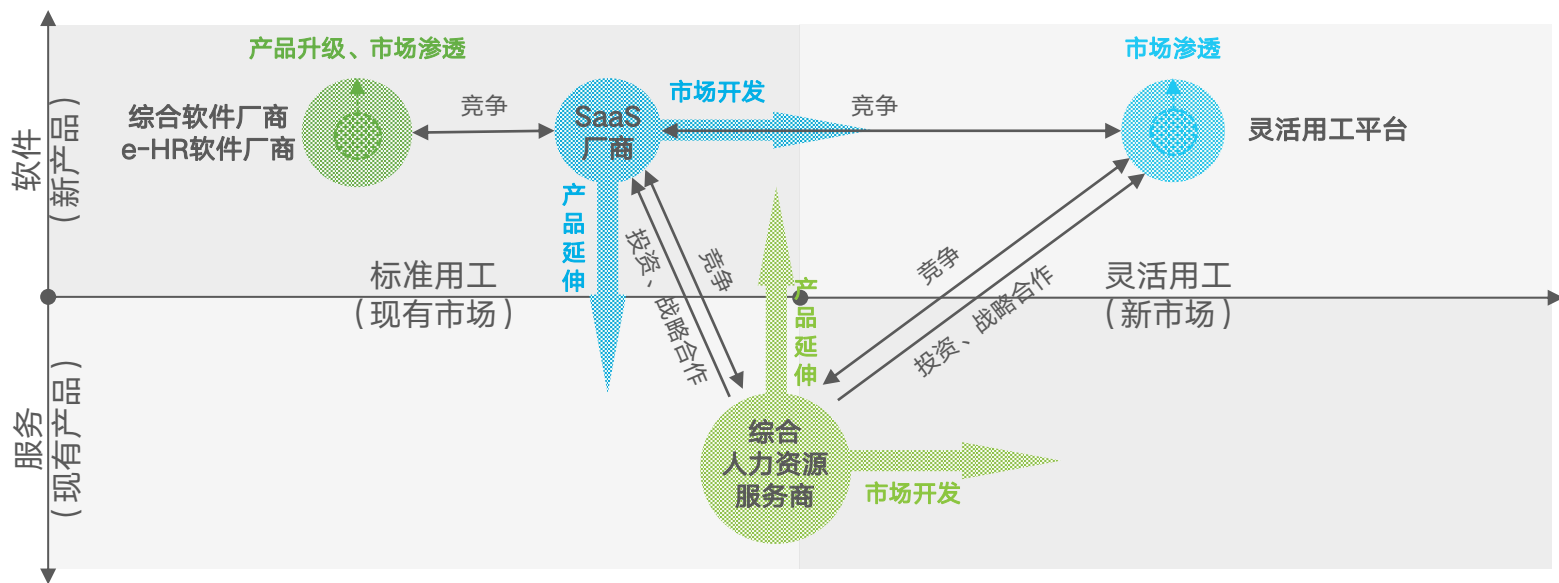 产品升级、市场渗透
市场渗透
市场开发
综合软件厂商
e-HR软件厂商
竞争
SaaS
厂商
竞争
灵活用工平台
软件
(新产品)
产品延伸
投资、战略合作
竞争
竞争
投资、战略合作
标准用工
(现有市场)
产品延伸
灵活用工
(新市场)
服务
(现有产品)
综合
人力资源
服务商
市场开发